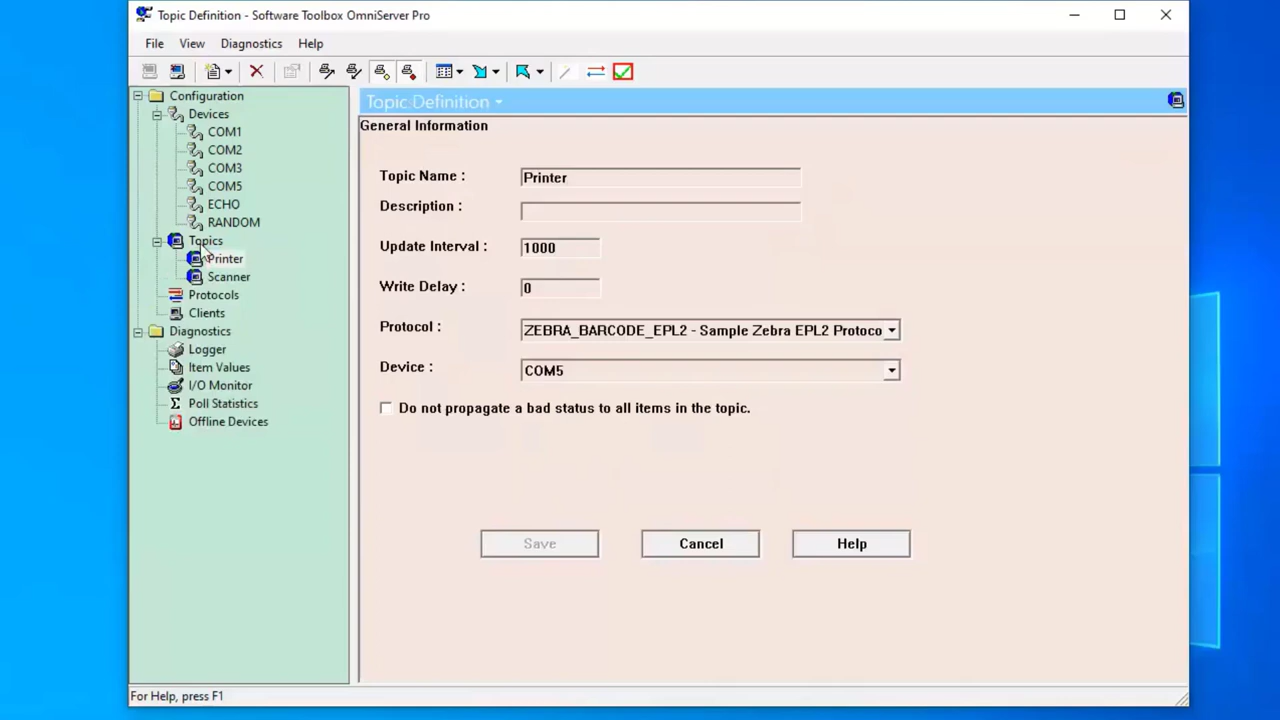 Topic Definition - Software Toolbox OmniServer Pro
File View Diagnostics Help
Configuration
Devices
COM1
COM2
COM3
COM5
ECHO
RANDOM
Topics
Printer
Scanner
Protocols
Clients
Diagnostics
Logger
Item Values
I/O Monitor
Poll Statistics
Offline Devices
Topic Definition
General Information
Topic Name : Printer
Description :
Update Interval : 1000
Write Delay : 0
Protocol : ZEBRA_BARCODE_EPL2 - Sample Zebra EPL2 Protoco
Device : COM5
Do not propagate a bad status to all items in the topic.
Save Cancel Help
For Help, press F1